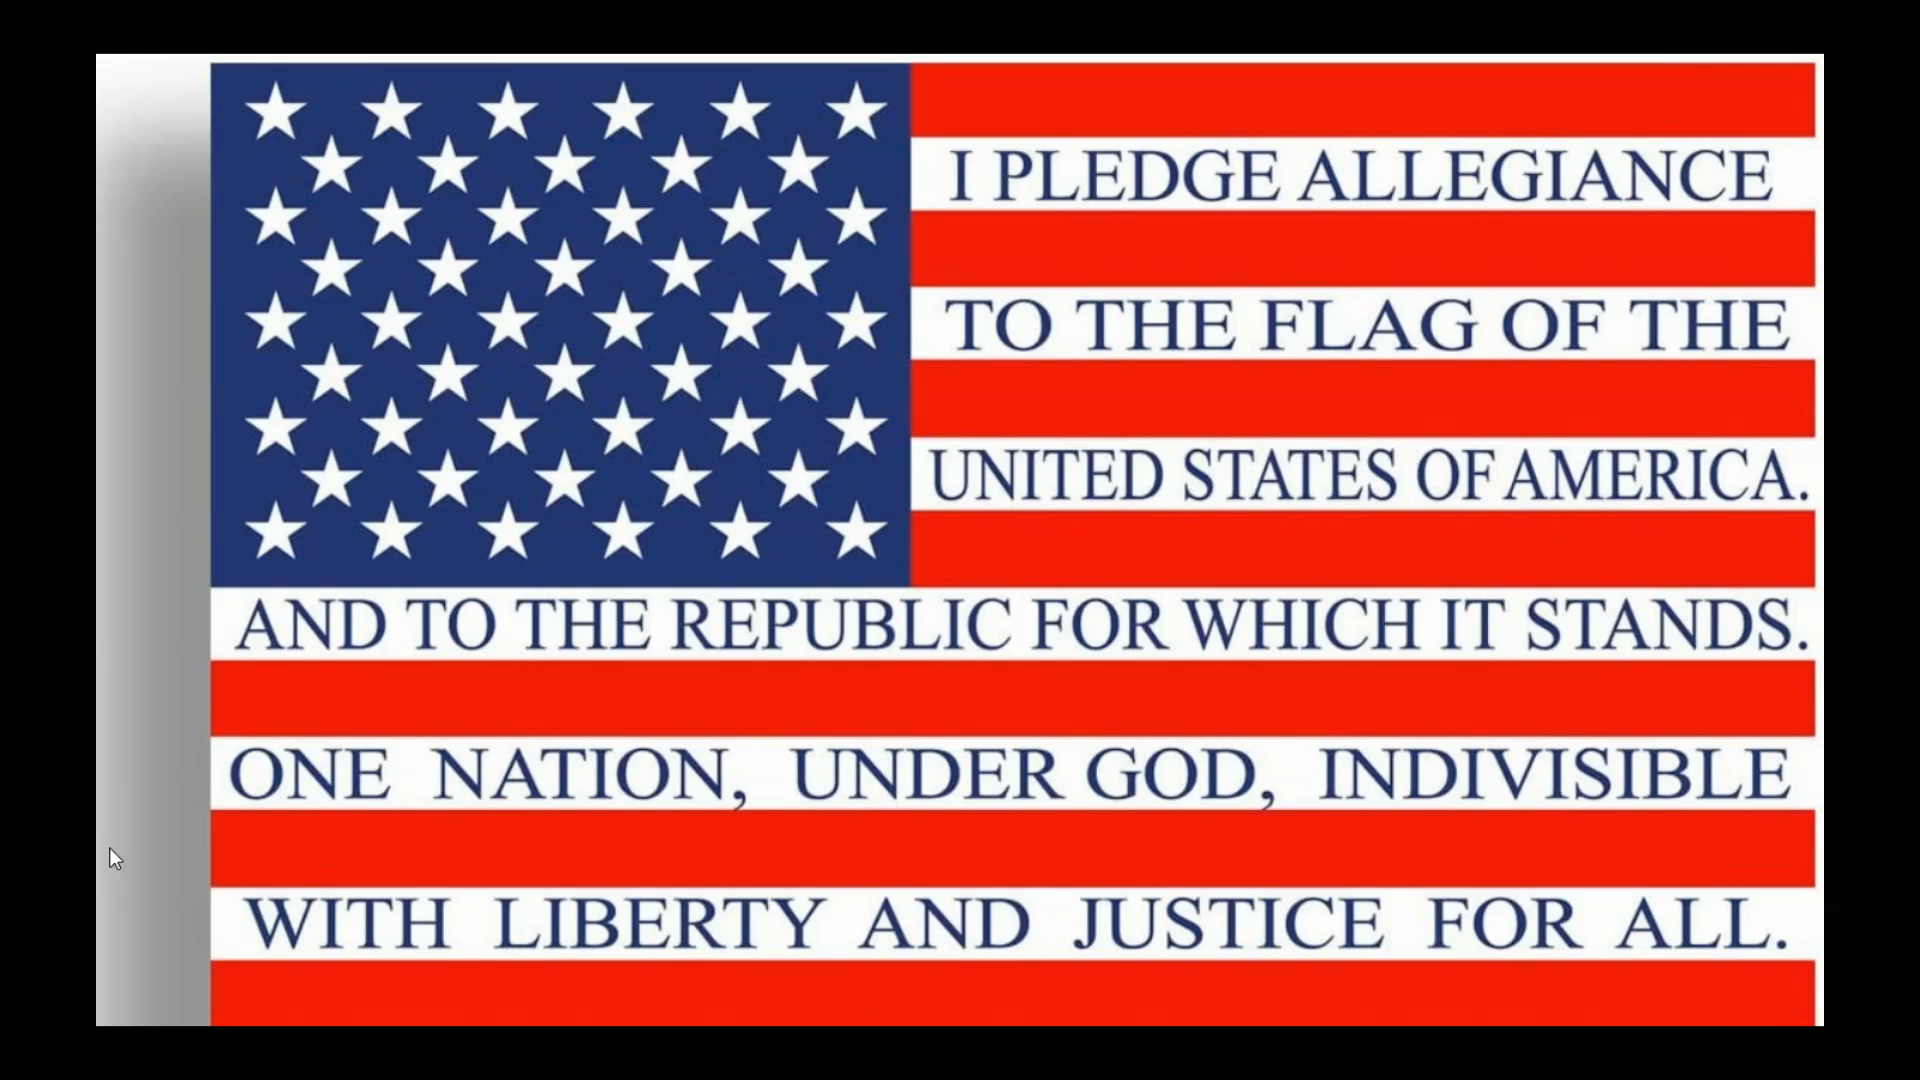 I PLEDGE ALLEGIANCE
TO THE FLAG OF THE
UNITED STATES OF AMERICA.
AND TO THE REPUBLIC FOR WHICH IT STANDS.
ONE NATION, UNDER GOD, INDIVISIBLE
WITH LIBERTY AND JUSTICE FOR ALL.